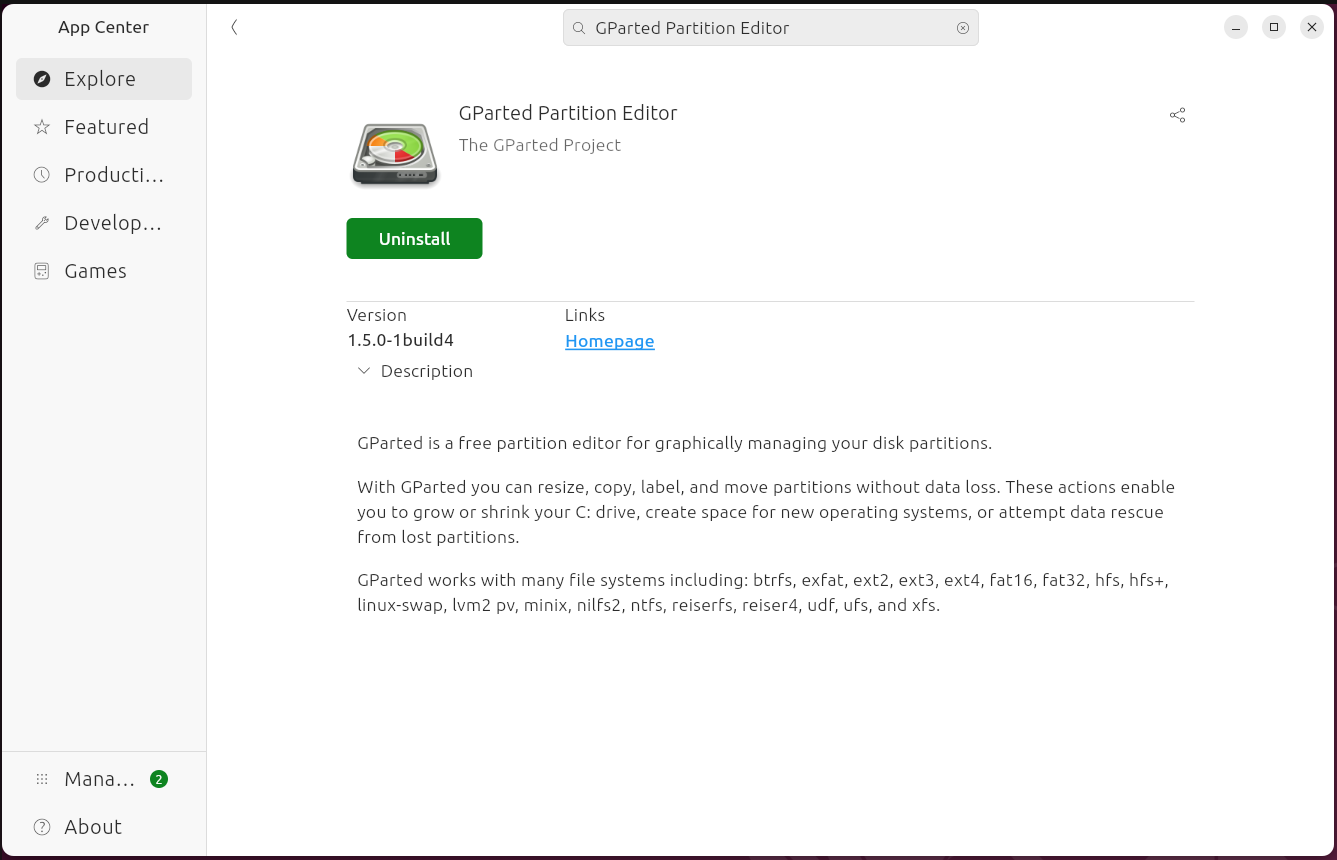 App Center
GParted Partition Editor
Explore
Featured
Producti...
Develop...
Games
GParted Partition Editor
The GParted Project
Uninstall
Version
Links
1.5.0-1build4
Homepage
Description
GParted is a free partition editor for graphically managing your disk partitions.
With GParted you can resize, copy, label, and move partitions without data loss. These actions enable
you to grow or shrink your C: drive, create space for new operating systems, or attempt data rescue
from lost partitions.
GParted works with many file systems including: btrfs, exfat, ext2, ext3, ext4, fat16, fat32, hfs, hfs+,
linux-swap, lvm2 pv, minix, nilfs2, ntfs, reiserfs, reiser4, udf, ufs, and xfs.
Mana... 2
About